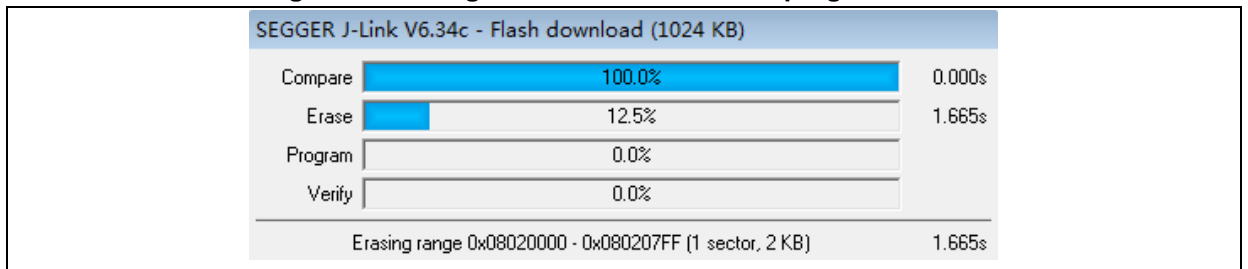 SEGGER J-Link V6.34c - Flash download (1024 KB)
Compare 100.0% 0.000s
Erase 12.5% 1.665s
Program 0.0%
Verify 0.0%
Erasing range 0x08020000 - 0x080207FF (1 sector, 2 KB) 1.665s